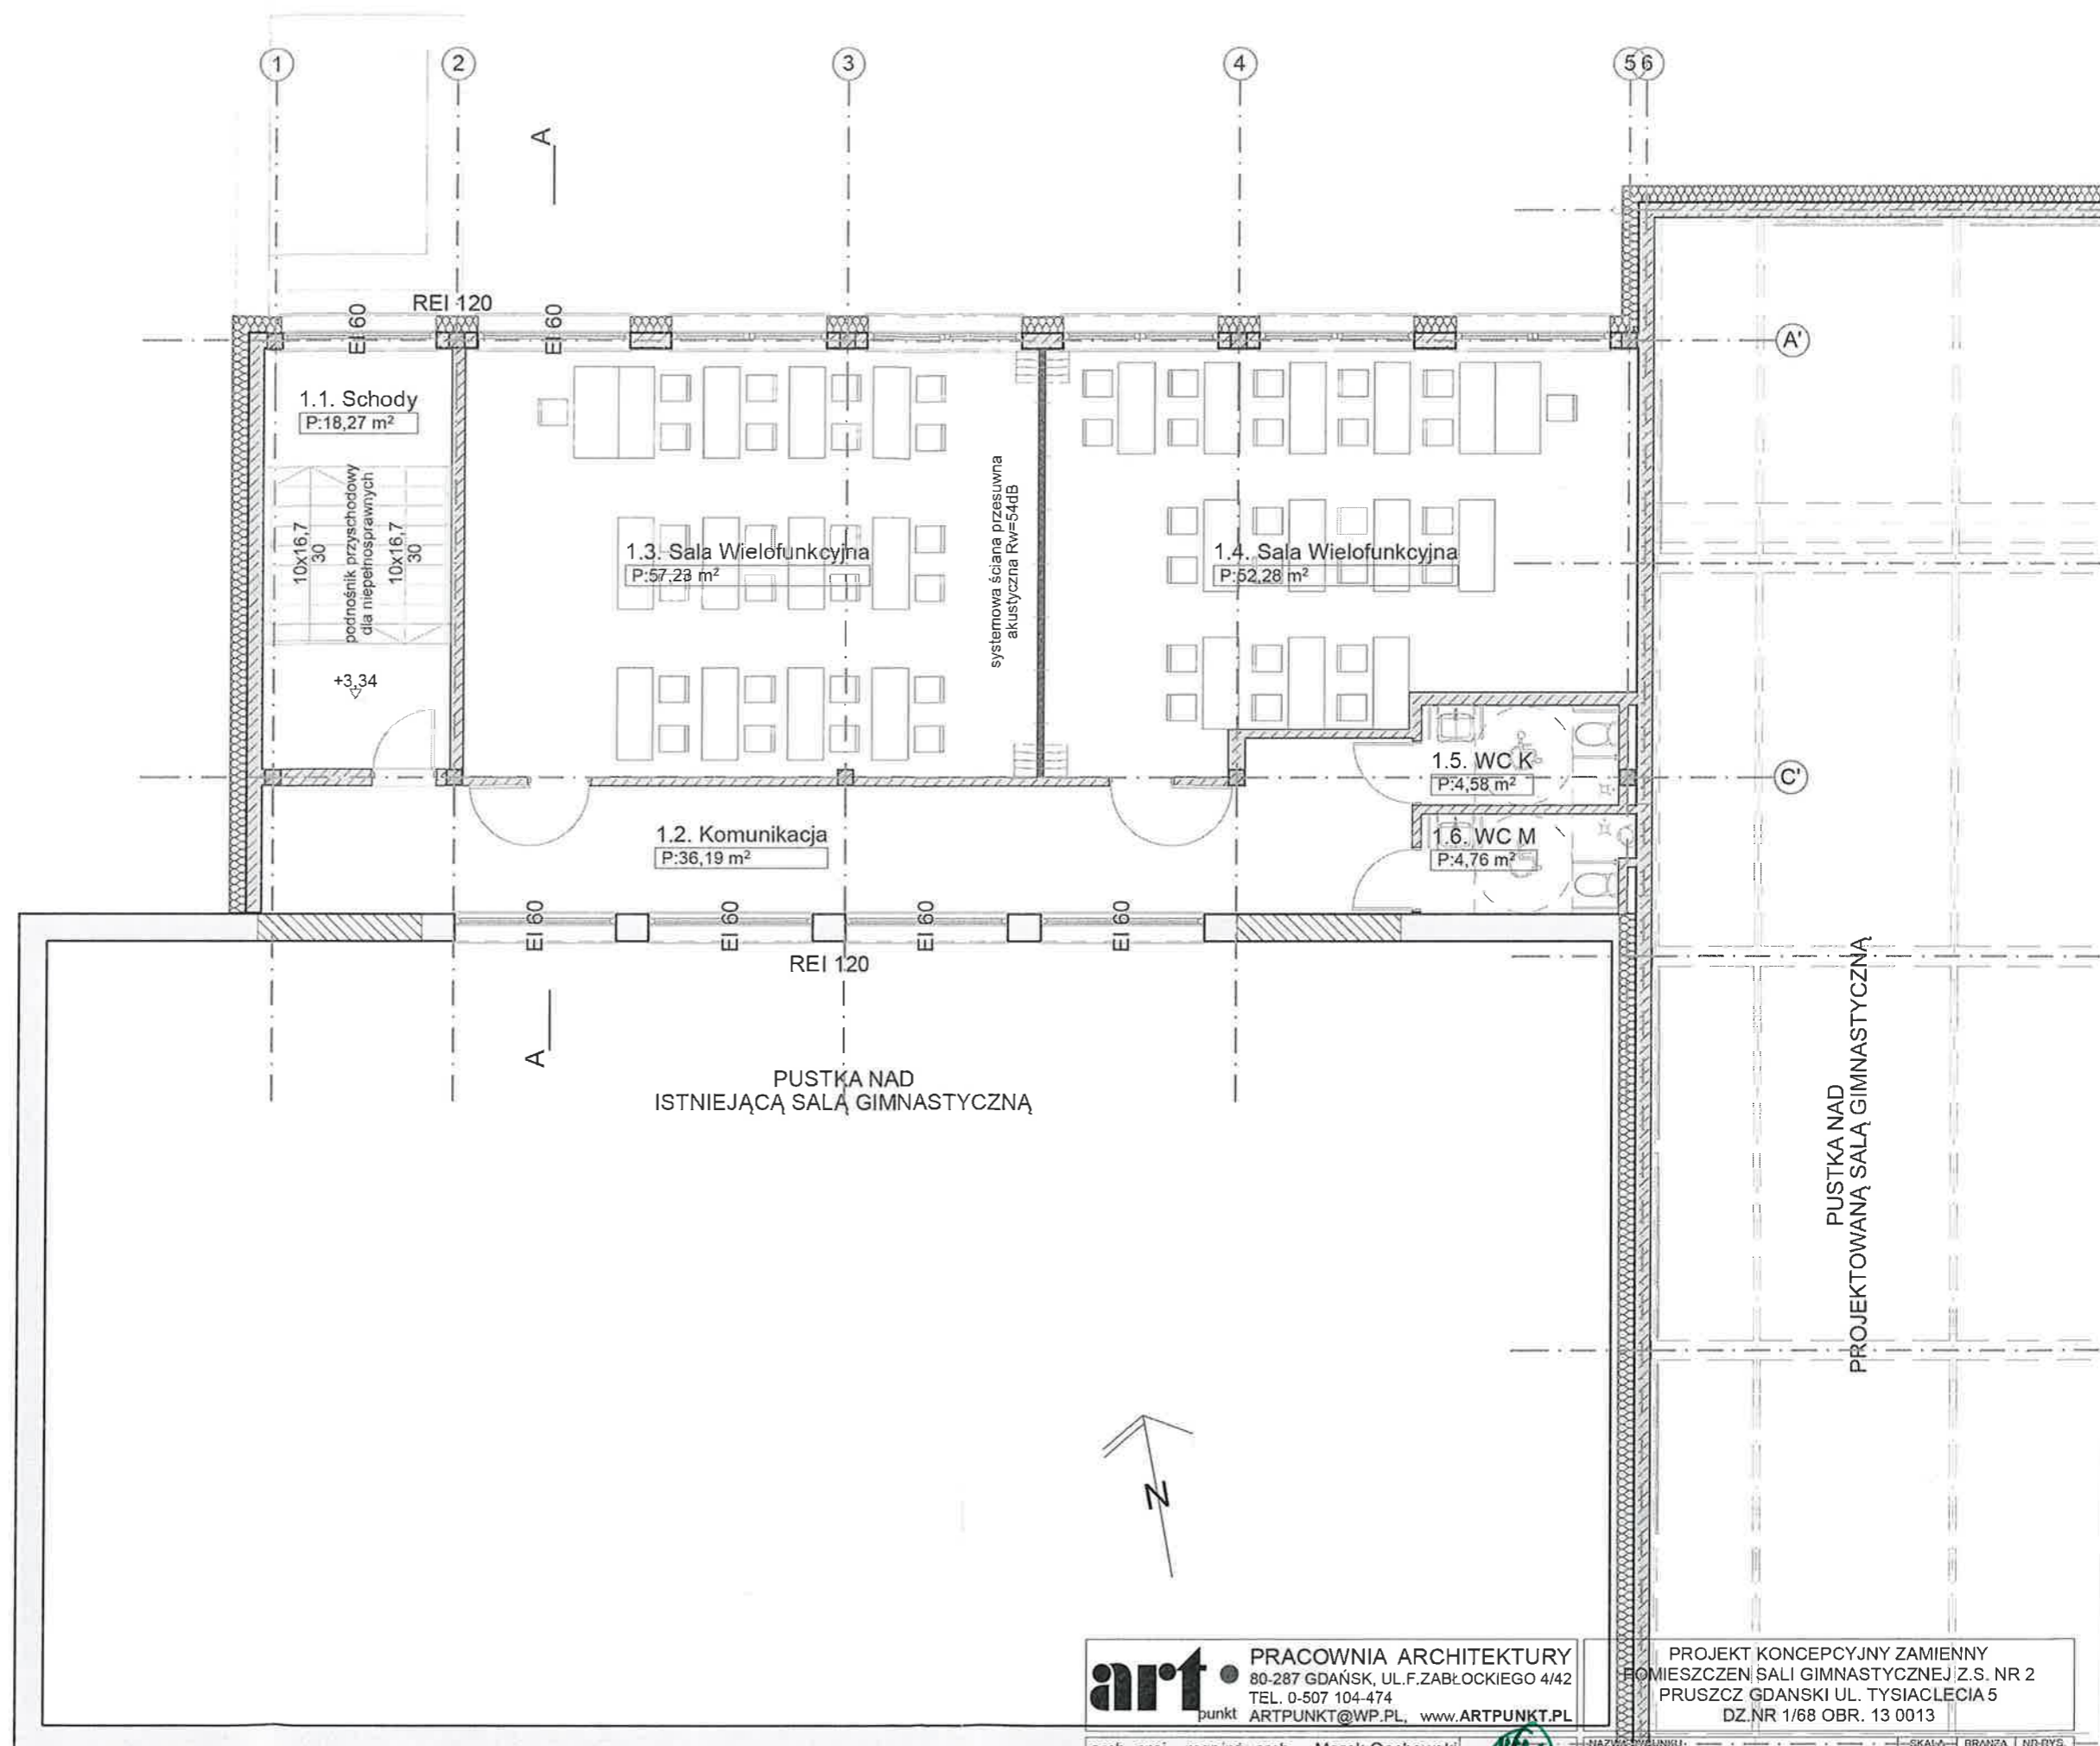 1
2
3
4
5
6
A
REI 120
EI 60
EI 60
A'
1.1. Schody
P:18,27 m²
10x16,7
30
podnośnik przyschodowy
dla niepełnosprawnych
10x16,7
30
+3,34
1.3. Sala Wielofunkcyjna
P:57,23 m²
systemowa ściana przesuwna
akustyczna Rw=54dB
1.4. Sala Wielofunkcyjna
P:52,28 m²
1.5. WC K
P:4,58 m²
C'
1.2. Komunikacja
P:36,19 m²
1.6. WC M
P:4,76 m²
EI 60
EI 60
EI 60
EI 60
REI 120
A
PUSTKA NAD
ISTNIEJĄCĄ SALĄ GIMNASTYCZNĄ
PUSTKA NAD
PROJEKTOWANĄ SALĄ GIMNASTYCZNĄ
N
art
punkt
PRACOWNIA ARCHITEKTURY
80-287 GDAŃSK, UL.F.ZABŁOCKIEGO 4/42
TEL. 0-507 104-474
ARTPUNKT@WP.PL, www.ARTPUNKT.PL
PROJEKT KONCEPCYJNY ZAMIENNY
POMIESZCZEN SALI GIMNASTYCZNEJ Z.S. NR 2
PRUSZCZ GDANSKI UL. TYSIACLECIA 5
DZ.NR 1/68 OBR. 13 0013
SKALA
BRANŻA